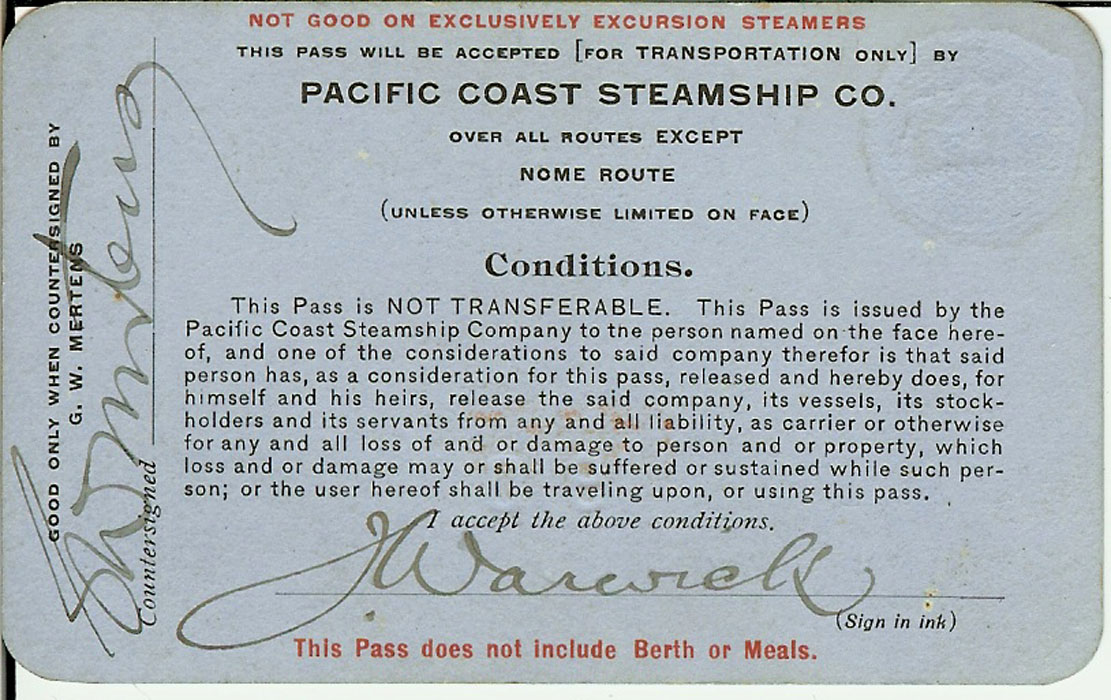 NOT GOOD ON EXCLUSIVELY EXCURSION STEAMERS
THIS PASS WILL BE ACCEPTED [FOR TRANSPORTATION ONLY] BY
PACIFIC COAST STEAMSHIP CO.
OVER ALL ROUTES EXCEPT
NOME ROUTE
(UNLESS OTHERWISE LIMITED ON FACE)
Conditions.
This Pass is NOT TRANSFERABLE. This Pass is issued by the
Pacific Coast Steamship Company to the person named on the face here-
of, and one of the considerations to said company therefor is that said
person has, as a consideration for this pass, released and hereby does, for
himself and his heirs, release the said company, its vessels, its stock-
holders and its servants from any and all liability, as carrier or otherwise
for any and all loss of and or damage to person and or property, which
loss and or damage may or shall be suffered or sustained while such per-
son; or the user hereof shall be traveling upon, or using this pass.
I accept the above conditions.
J Warwick
(Sign in ink)
This Pass does not include Berth or Meals.
GOOD ONLY WHEN COUNTERSIGNED BY
G. W. MERTENS
GW Mertens
Countersigned